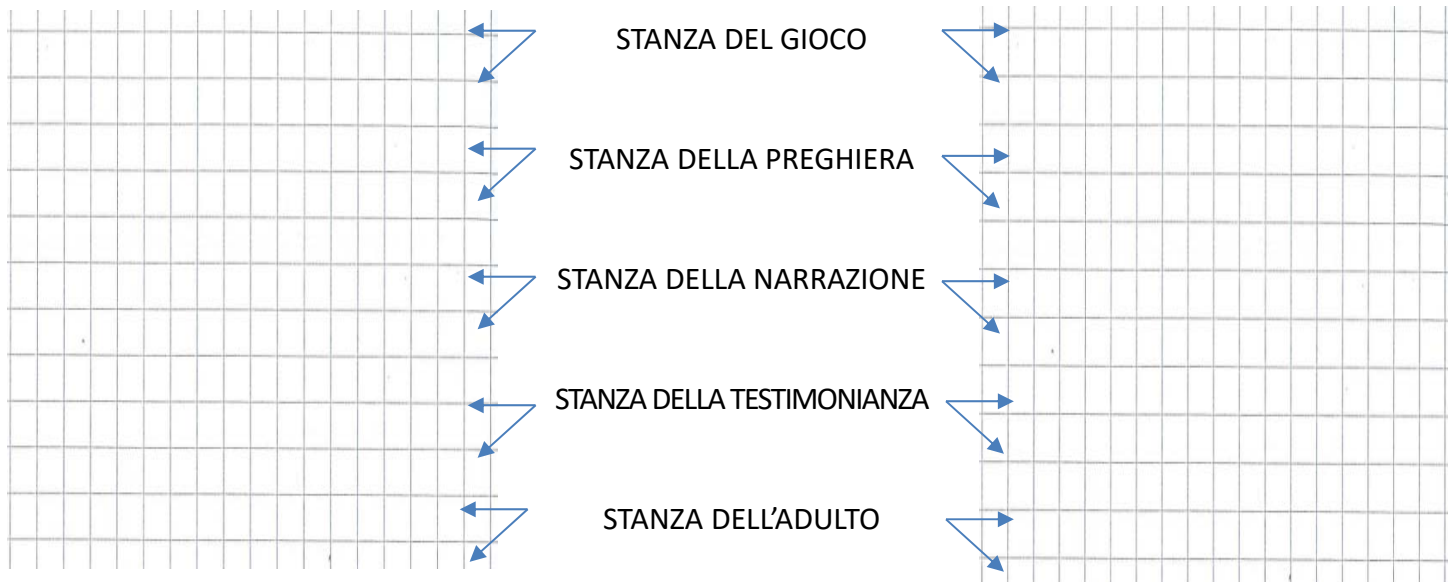 STANZA DEL GIOCO
STANZA DELLA PREGHIERA
STANZA DELLA NARRAZIONE
STANZA DELLA TESTIMONIANZA
STANZA DELL’ADULTO